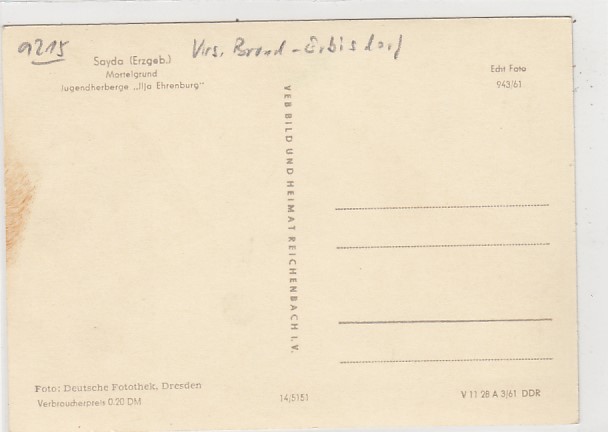 9215
Krs. Brand-Erbisdorf
Sayda (Erzgeb.)
Mortelgrund
Jugendherberge „Ilja Ehrenburg"
Echt Foto
943/61
VEB BILD UND HEIMAT REICHENBACH I. V.
Foto: Deutsche Fotothek, Dresden
Verbraucherpreis 0.20 DM
14/5151
V 11 28 A 3/61 DDR